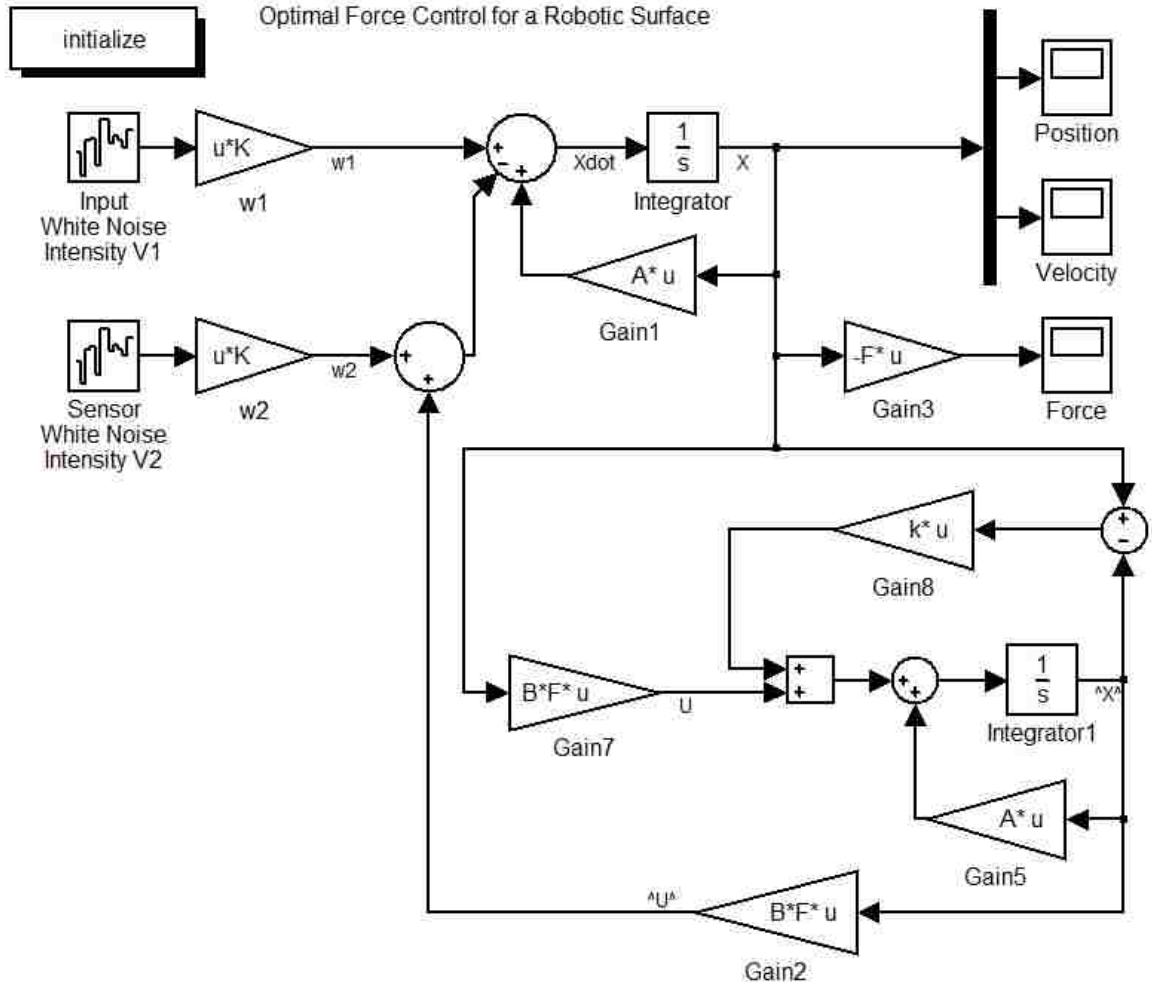 Optimal Force Control for a Robotic Surface
initialize
Position
Velocity
Force
Input
White Noise
Intensity V1
u*K
w1
w1
+
-
+
Xdot
1
s
Integrator
X
A* u
Gain1
Sensor
White Noise
Intensity V2
u*K
w2
w2
+
+
-F* u
Gain3
k* u
Gain8
+
-
B*F* u
Gain7
U
+
+
+
+
1
s
Integrator1
^X^
A* u
Gain5
^U^
B*F* u
Gain2